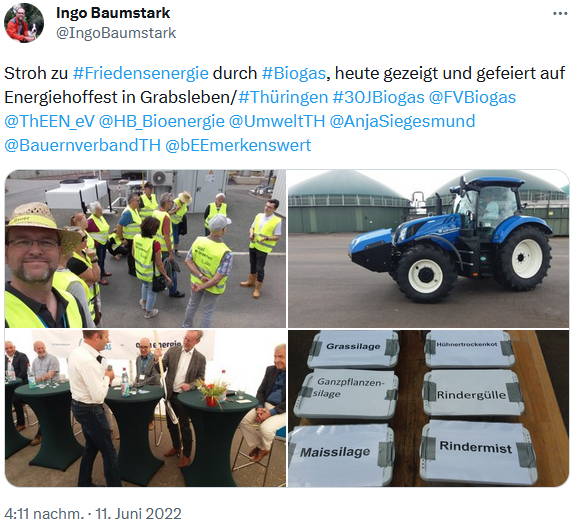 Ingo Baumstark
@IngoBaumstark
Stroh zu #Friedensenergie durch #Biogas, heute gezeigt und gefeiert auf
Energiehoffest in Grabsleben/#Thüringen #30JBiogas @FVBiogas
@ThEEN_eV @HB_Bioenergie @UmweltTH @AnjaSiegesmund
@BauernverbandTH @bEEmerkenswert
Grassilage
Hühnertrockenkot
Ganzpflanzen-
silage
Rindergülle
Maissilage
Rindermist
4:11 nachm. · 11. Juni 2022